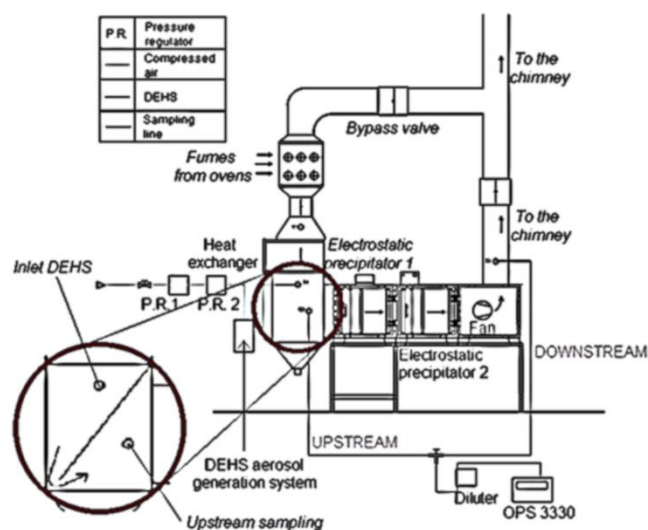 P.R. Pressure
regulator
Compressed
air
DEHS
Sampling
line
To the
chimney
Bypass valve
Fumes
from ovens
To the
chimney
Heat
exchanger
Electrostatic
precipitator 1
Inlet DEHS
P.R.1
P.R. 2
Fan
DOWNSTREAM
Electrostatic
precipitator 2
UPSTREAM
DEHS aerosol
generation system
Diluter
OPS 3330
Upstream sampling